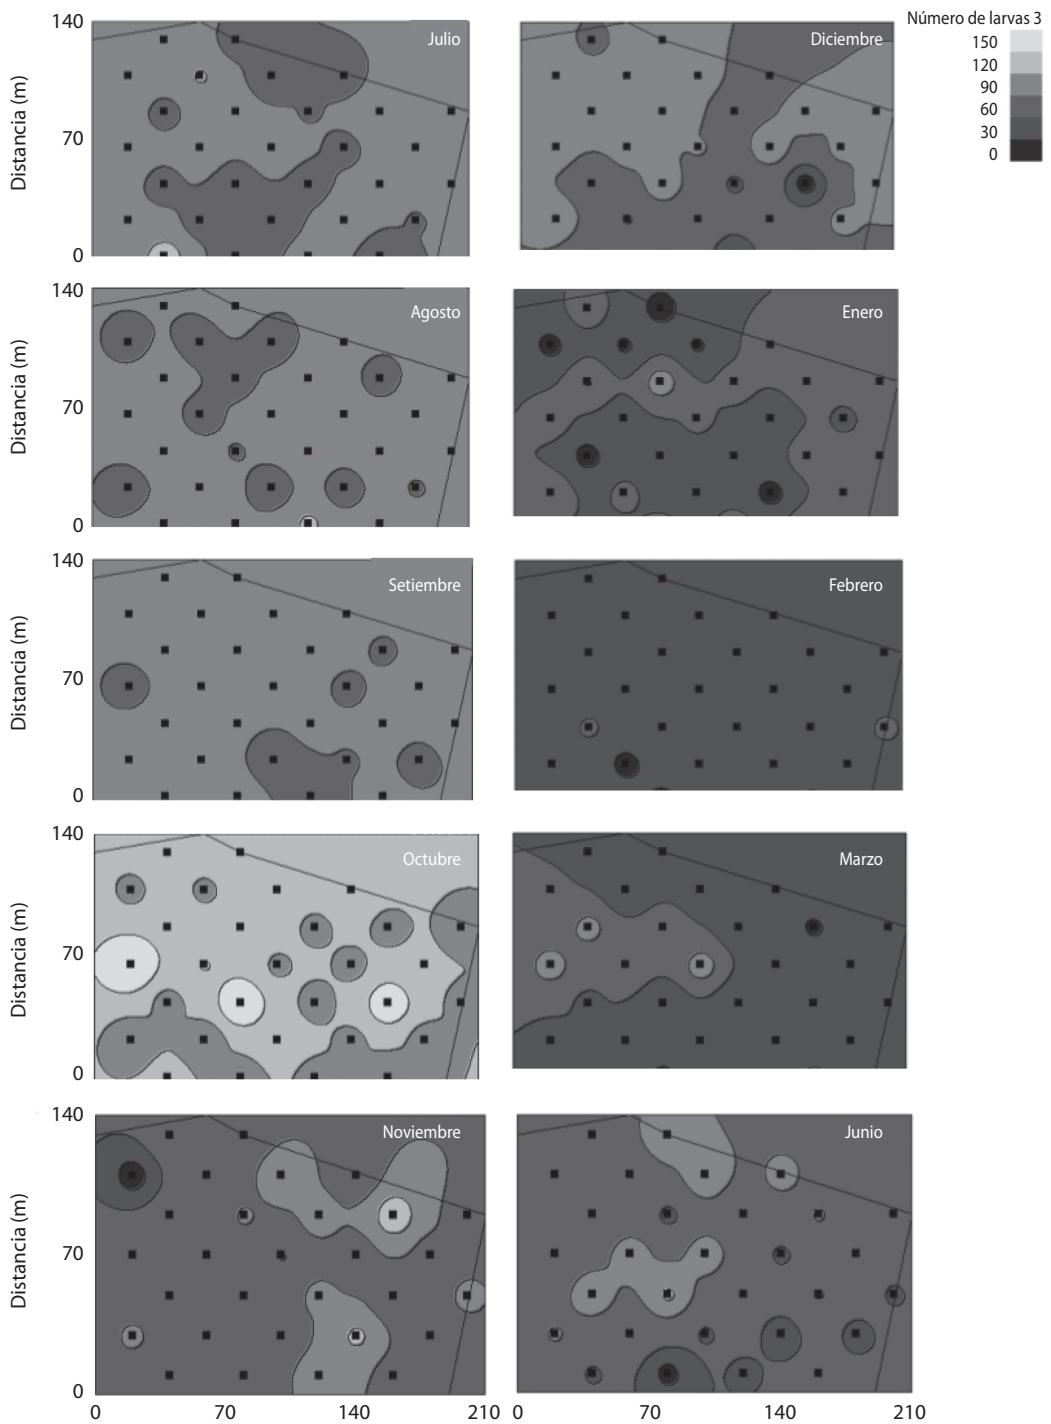 Número de larvas 3
150
120
90
60
30
0
140
70
0
Distancia (m)
Julio
Diciembre
140
70
0
Distancia (m)
Agosto
Enero
140
70
0
Distancia (m)
Setiembre
Febrero
140
70
0
Distancia (m)
Octubre
Marzo
140
70
0
Distancia (m)
Noviembre
Junio
0 70 140 210 0 70 140 210